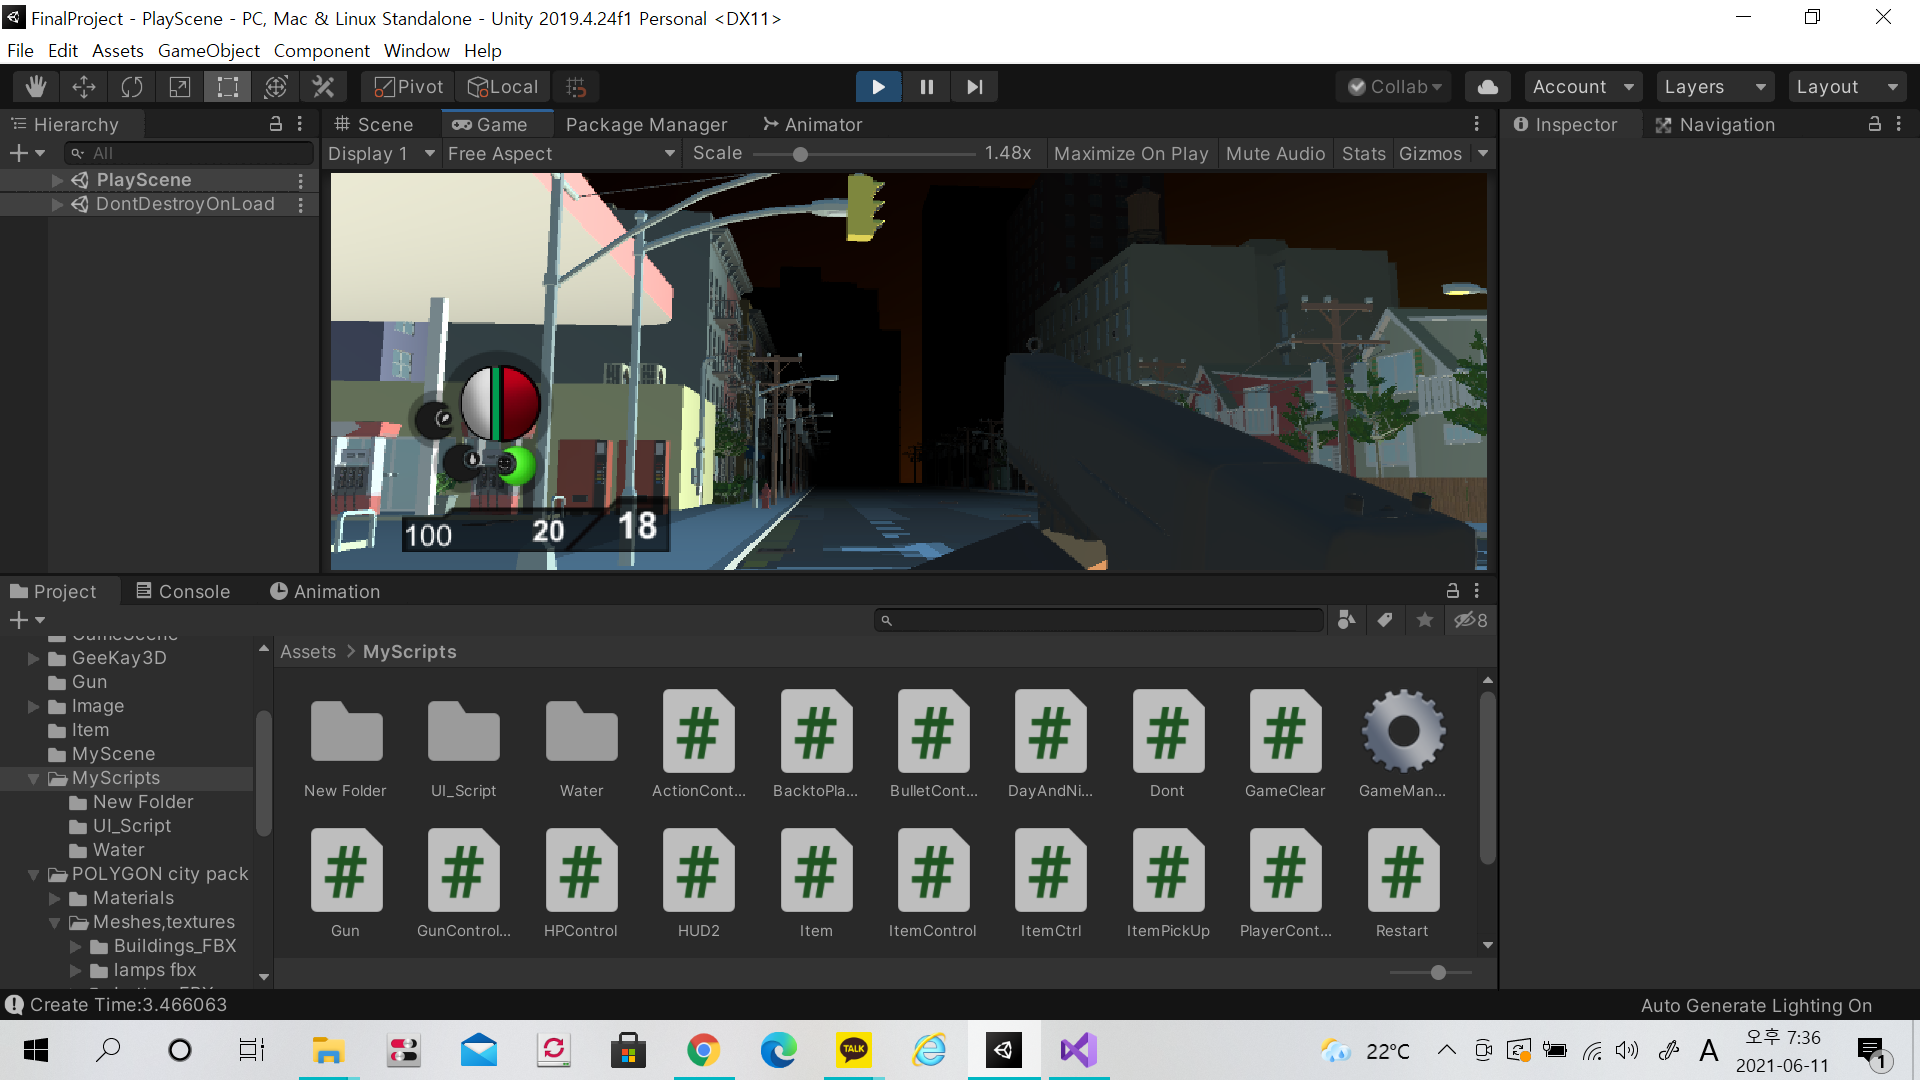 FinalProject - PlayScene - PC, Mac & Linux Standalone - Unity 2019.4.24f1 Personal <DX11>
File Edit Assets GameObject Component Window Help
Pivot Local Collab Account Layers Layout
Hierarchy Scene Game Package Manager Animator Inspector Navigation
All Display 1 Free Aspect Scale 1.48x Maximize On Play Mute Audio Stats Gizmos
PlayScene
DontDestroyOnLoad
100 20 18
Project Console Animation
8
GameScene
GeeKay3D
Gun
Image
Item
MyScene
MyScripts
New Folder
UI_Script
Water
POLYGON city pack
Materials
Meshes,textures
Buildings_FBX
lamps fbx
Assets > MyScripts
New Folder UI_Script Water ActionCont... BacktoPla... BulletCont... DayAndNi... Dont GameClear GameMan...
Gun GunControl... HPControl HUD2 Item ItemControl ItemCtrl ItemPickUp PlayerCont... Restart
Create Time:3.466063
Auto Generate Lighting On
TALK
22°C
A
오후 7:36
2021-06-11
1